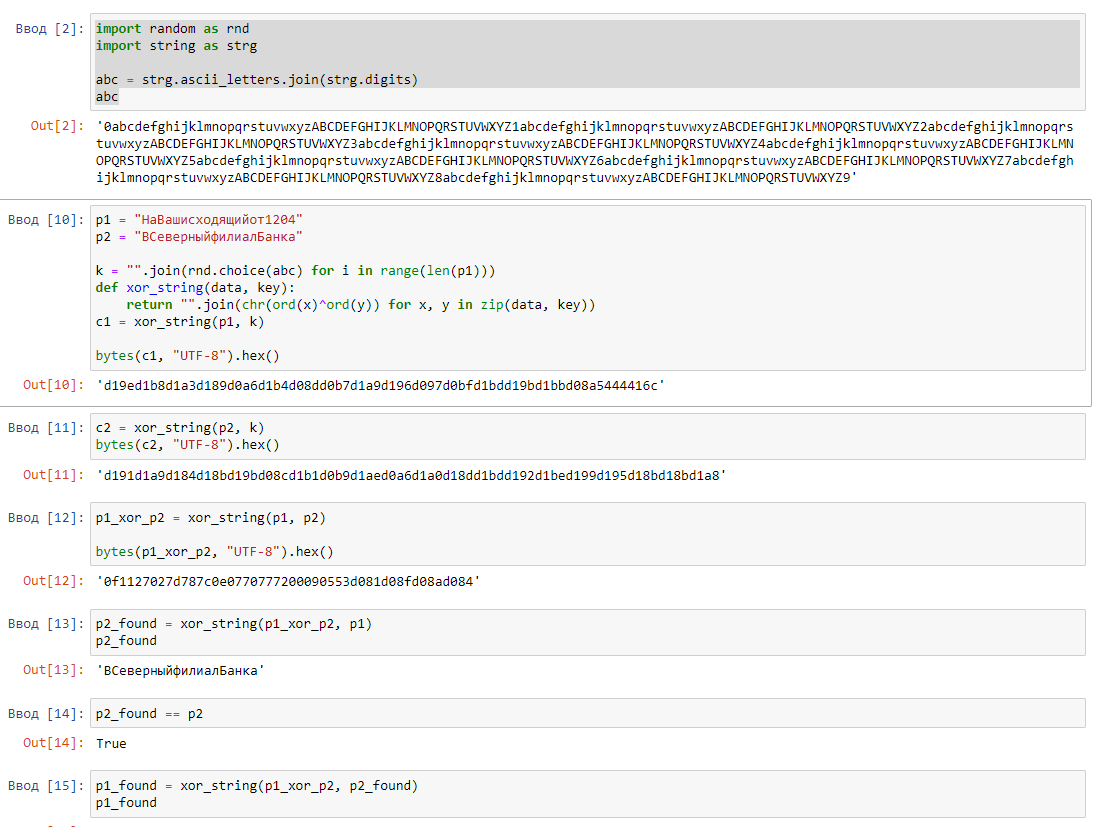 Ввод [2]: import random as rnd
import string as strg
abc = strg.ascii_letters.join(strg.digits)
abc
Out[2]: '0abcdefghijklmnopqrstuvwxyzABCDEFGHIJKLMNOPQRSTUVWXYZ1abcdefghijklmnopqrstuvwxyzABCDEFGHIJKLMNOPQRSTUVWXYZ2abcdefghijklmnopqrs
tuvwxyzABCDEFGHIJKLMNOPQRSTUVWXYZ3abcdefghijklmnopqrstuvwxyzABCDEFGHIJKLMNOPQRSTUVWXYZ4abcdefghijklmnopqrstuvwxyzABCDEFGHIJKLMN
OPQRSTUVWXYZ5abcdefghijklmnopqrstuvwxyzABCDEFGHIJKLMNOPQRSTUVWXYZ6abcdefghijklmnopqrstuvwxyzABCDEFGHIJKLMNOPQRSTUVWXYZ7abcdefgh
ijklmnopqrstuvwxyzABCDEFGHIJKLMNOPQRSTUVWXYZ8abcdefghijklmnopqrstuvwxyzABCDEFGHIJKLMNOPQRSTUVWXYZ9'
Ввод [10]: p1 = "НаВашисходящийот1204"
p2 = "ВСеверныйфилиалБанка"
k = "".join(rnd.choice(abc) for i in range(len(p1)))
def xor_string(data, key):
return "".join(chr(ord(x)^ord(y)) for x, y in zip(data, key))
c1 = xor_string(p1, k)
bytes(c1, "UTF-8").hex()
Out[10]: 'd19ed1b8d1a3d189d0a6d1b4d08dd0b7d1a9d196d097d0bfd1bdd19bd1bbd08a5444416c'
Ввод [11]: c2 = xor_string(p2, k)
bytes(c2, "UTF-8").hex()
Out[11]: 'd191d1a9d184d18bd19bd08cd1b1d0b9d1aed0a6d1a0d18dd1bdd192d1bed199d195d18bd18bd1a8'
Ввод [12]: p1_xor_p2 = xor_string(p1, p2)
bytes(p1_xor_p2, "UTF-8").hex()
Out[12]: '0f1127027d787c0e0770777200090553d081d08fd08ad084'
Ввод [13]: p2_found = xor_string(p1_xor_p2, p1)
p2_found
Out[13]: 'ВСеверныйфилиалБанка'
Ввод [14]: p2_found == p2
Out[14]: True
Ввод [15]: p1_found = xor_string(p1_xor_p2, p2_found)
p1_found